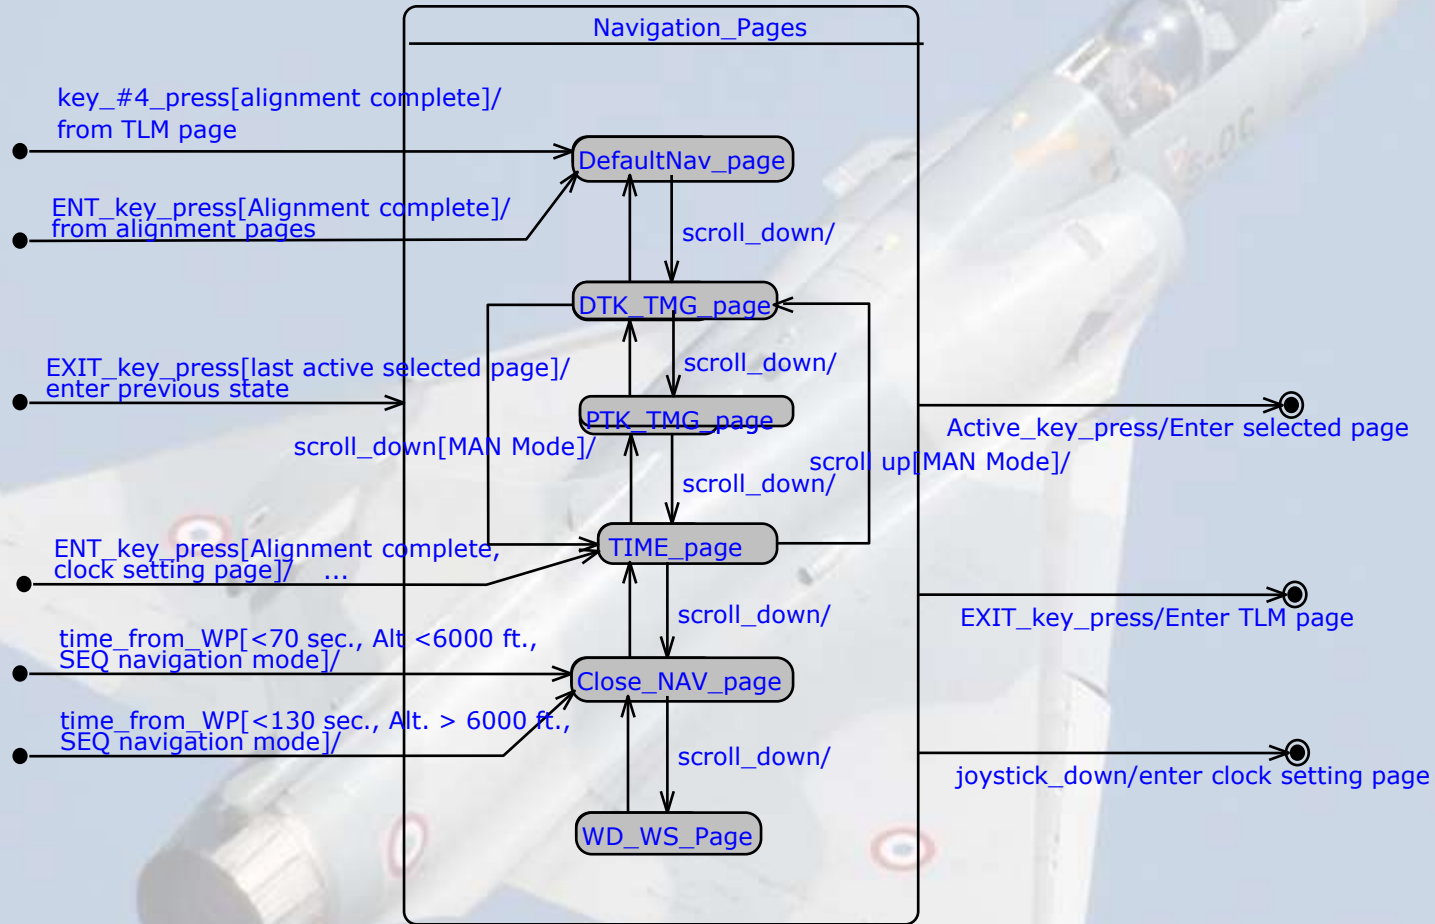 Navigation_Pages
key_#4_press[alignment complete]/
from TLM page
DefaultNav_page
ENT_key_press[Alignment complete]/
from alignment pages
scroll_down/
DTK_TMG_page
EXIT_key_press[last active selected page]/
enter previous state
scroll_down/
PTK_TMG_page
Active_key_press/Enter selected page
scroll_down[MAN Mode]/
scroll up[MAN Mode]/
scroll_down/
ENT_key_press[Alignment complete,
clock setting page]/ ...
TIME_page
scroll_down/
EXIT_key_press/Enter TLM page
time_from_WP[<70 sec., Alt <6000 ft.,
SEQ navigation mode]/
Close_NAV_page
time_from_WP[<130 sec., Alt. > 6000 ft.,
SEQ navigation mode]/
scroll_down/
joystick_down/enter clock setting page
WD_WS_Page